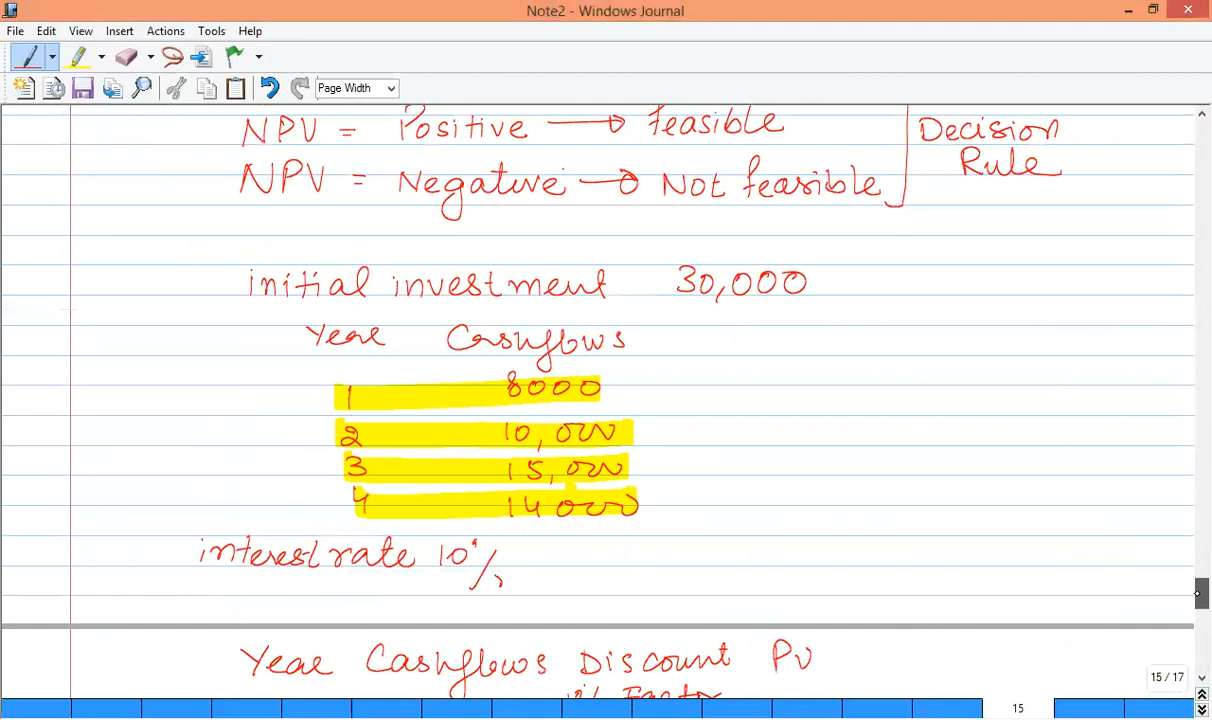 Note2 - Windows Journal
File Edit View Insert Actions Tools Help
Page Width
NPV = Positive → Feasible
NPV = Negative → Not feasible
Decision
Rule
initial investment 30,000
Year Cashflows
1 8000
2 10,000
3 15,000
4 14000
interest rate 10%
Year Cashflows Discount PV
Factor
15 / 17
15